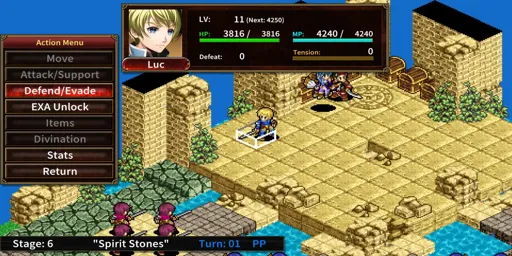 Action Menu
Move
Attack/Support
Defend/Evade
EXA Unlock
Items
Divination
Stats
Return
LV: 11 (Next: 4250)
HP: 3816 / 3816 MP: 4240 / 4240
Defeat: 0 Tension: 0
Luc
Stage: 6 "Spirit Stones" Turn: 01 PP